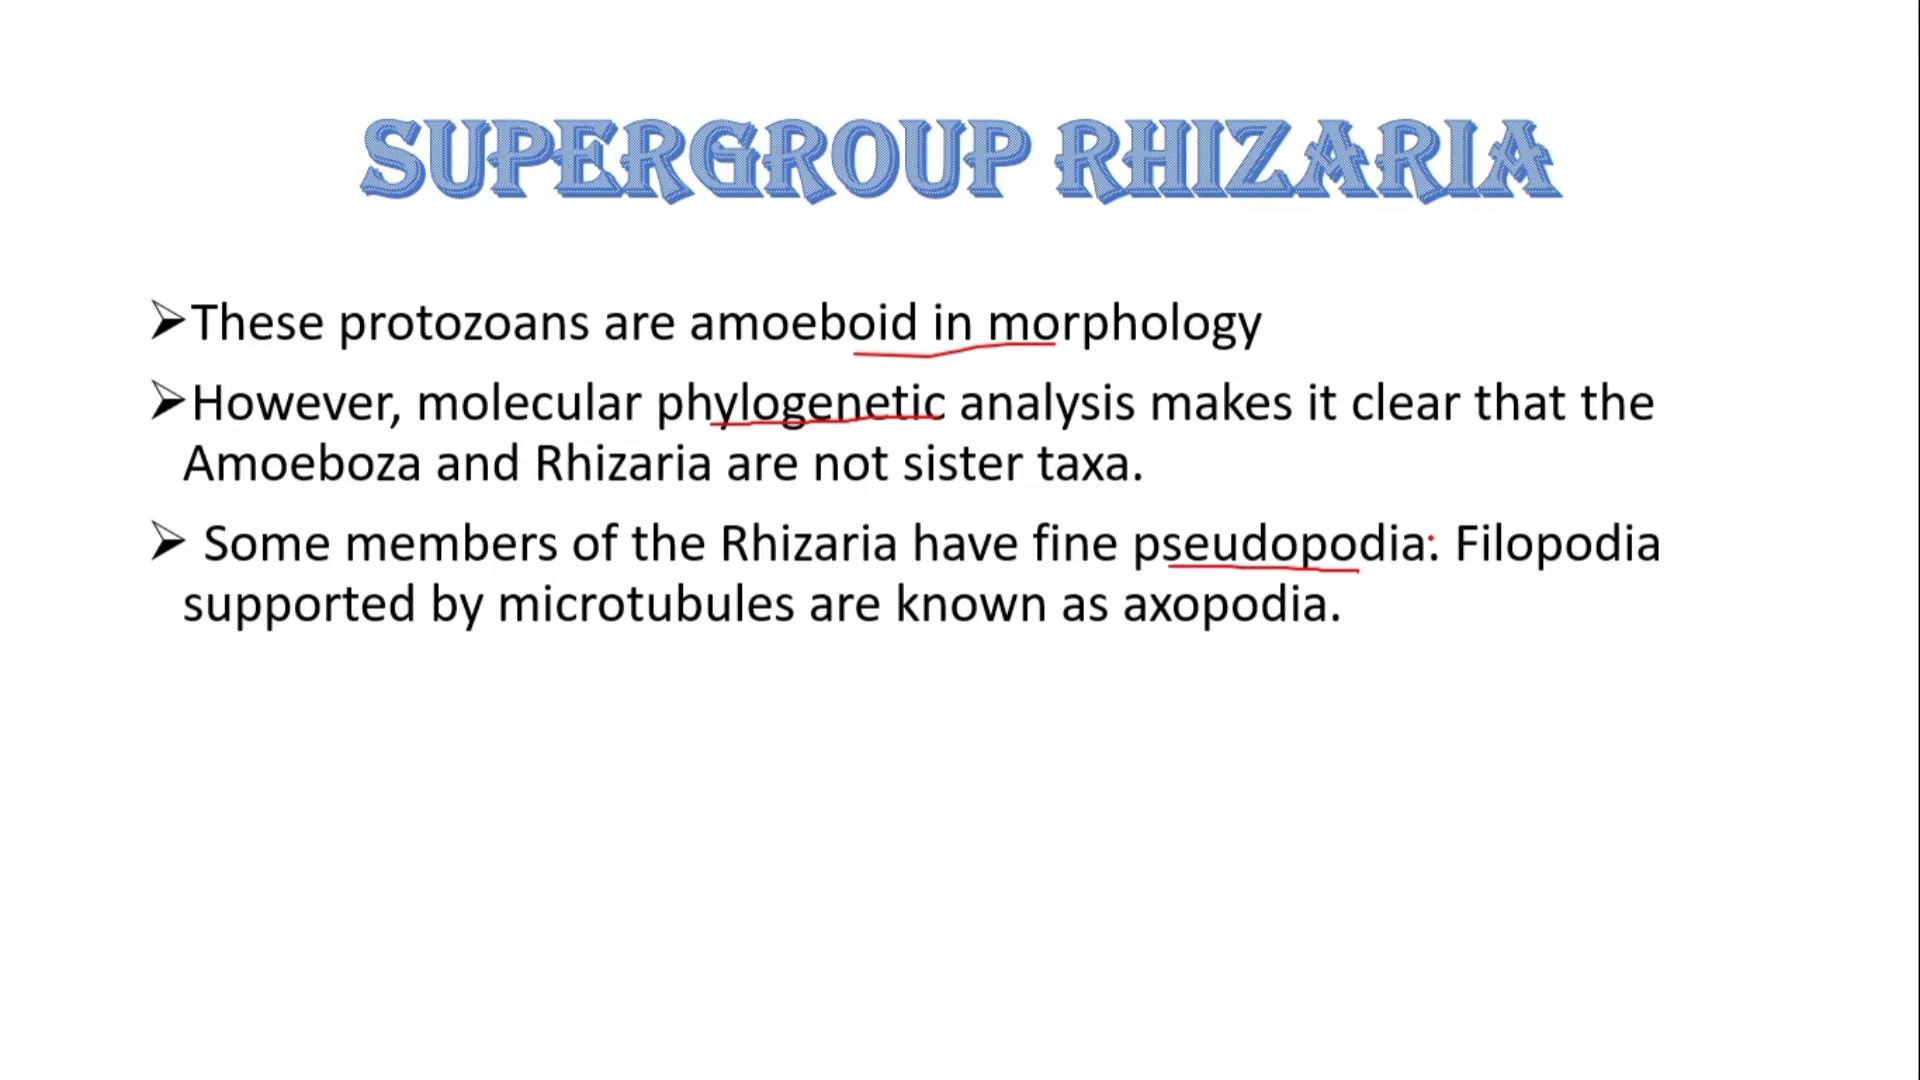 SUPERGROUP RHIZARIA
➤These protozoans are amoeboid in morphology
➤However, molecular phylogenetic analysis makes it clear that the
Amoeboza and Rhizaria are not sister taxa.
➤ Some members of the Rhizaria have fine pseudopodia: Filopodia
supported by microtubules are known as axopodia.